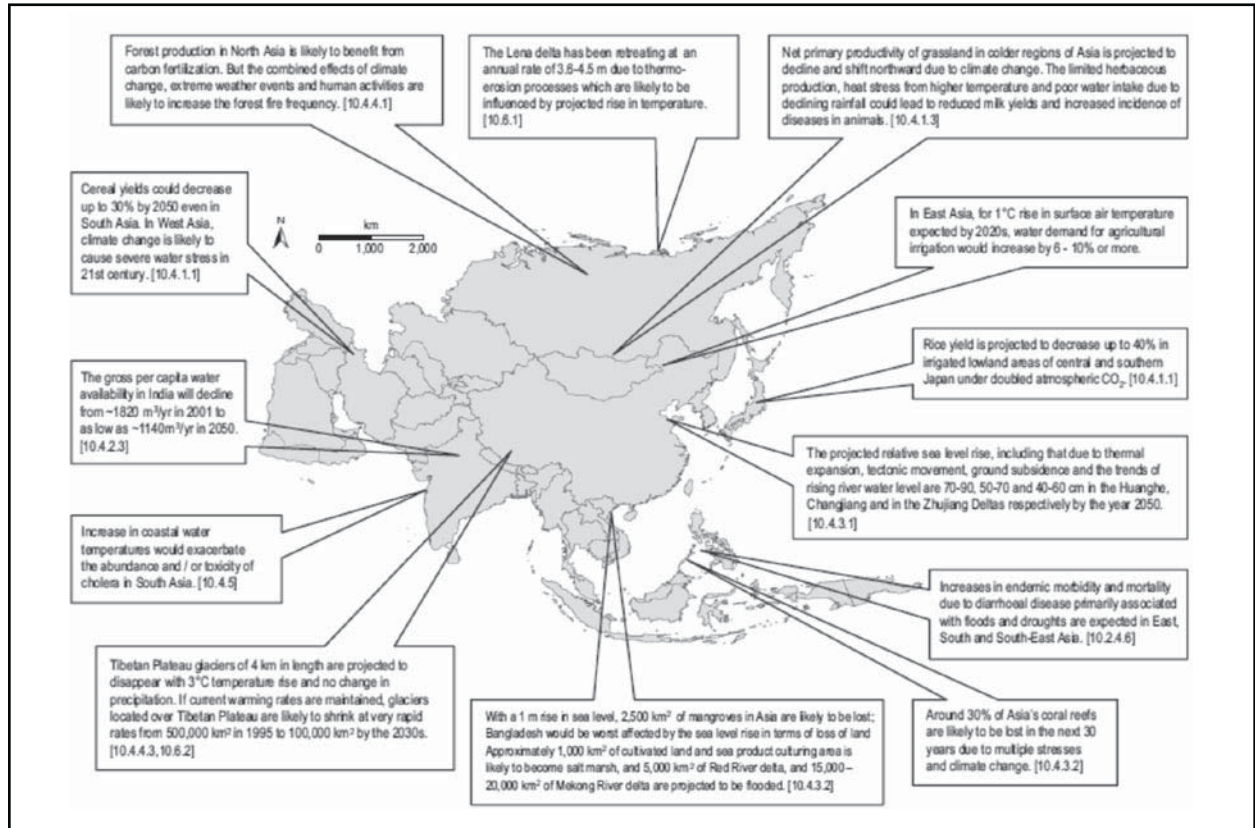 Forest production in North Asia is likely to benefit from
carbon fertilization. But the combined effects of climate
change, extreme weather events and human activities are
likely to increase the forest fire frequency. [10.4.4.1]
The Lena delta has been retreating at an
annual rate of 3.6-4.5 m due to thermo-
erosion processes which are likely to be
influenced by projected rise in temperature.
[10.6.1]
Net primary productivity of grassland in colder regions of Asia is projected to
decline and shift northward due to climate change. The limited herbaceous
production, heat stress from higher temperature and poor water intake due to
declining rainfall could lead to reduced milk yields and increased incidence of
diseases in animals. [10.4.1.3]
Cereal yields could decrease
up to 30% by 2050 even in
South Asia. In West Asia,
climate change is likely to
cause severe water stress in
21st century. [10.4.1.1]
N
km
0 1,000 2,000
In East Asia, for 1°C rise in surface air temperature
expected by 2020s, water demand for agricultural
irrigation would increase by 6 - 10% or more.
Rice yield is projected to decrease up to 40% in
irrigated lowland areas of central and southern
Japan under doubled atmospheric CO₂. [10.4.1.1]
The gross per capita water
availability in India will decline
from ~1820 m³/yr in 2001 to
as low as ~1140m³/yr in 2050.
[10.4.2.3]
The projected relative sea level rise, including that due to thermal
expansion, tectonic movement, ground subsidence and the trends of
rising river water level are 70-90, 50-70 and 40-60 cm in the Huanghe,
Changjiang and in the Zhujiang Deltas respectively by the year 2050.
[10.4.3.1]
Increase in coastal water
temperatures would exacerbate
the abundance and / or toxicity of
cholera in South Asia. [10.4.5]
Increases in endemic morbidity and mortality
due to diarrhoeal disease primarily associated
with floods and droughts are expected in East,
South and South-East Asia. [10.2.4.6]
Tibetan Plateau glaciers of 4 km in length are projected to
disappear with 3°C temperature rise and no change in
precipitation. If current warming rates are maintained, glaciers
located over Tibetan Plateau are likely to shrink at very rapid
rates from 500,000 km² in 1995 to 100,000 km² by the 2030s.
[10.4.4.3, 10.6.2]
With a 1 m rise in sea level, 2,500 km² of mangroves in Asia are likely to be lost;
Bangladesh would be worst affected by the sea level rise in terms of loss of land
Approximately 1,000 km² of cultivated land and sea product culturing area is
likely to become salt marsh, and 5,000 km² of Red River delta, and 15,000 –
20,000 km² of Mekong River delta are projected to be flooded. [10.4.3.2]
Around 30% of Asia's coral reefs
are likely to be lost in the next 30
years due to multiple stresses
and climate change. [10.4.3.2]